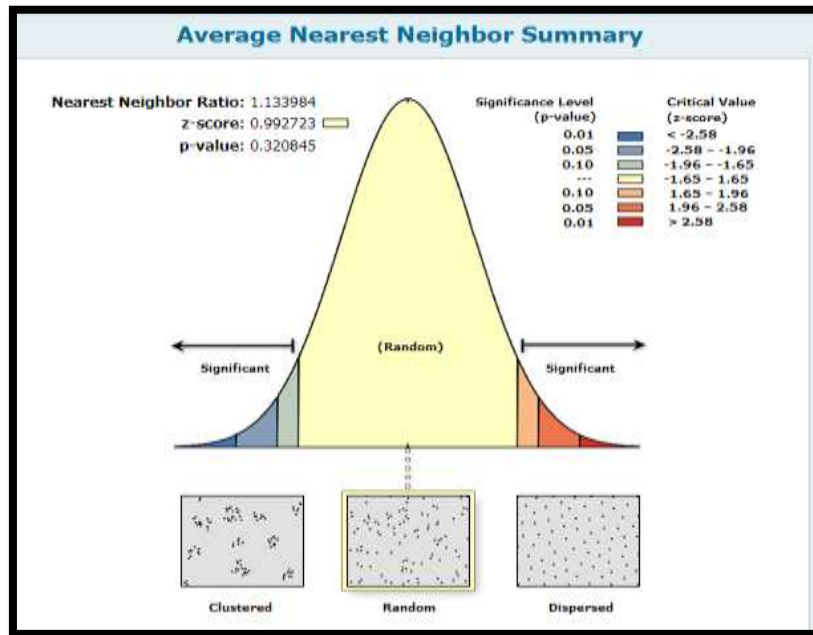 Average Nearest Neighbor Summary
Nearest Neighbor Ratio: 1.133984
z-score: 0.992723
p-value: 0.320845
Significance Level (p-value)
Critical Value (z-score)
0.01 < -2.58
0.05 -2.58 - -1.96
0.10 -1.96 - -1.65
--- -1.65 - 1.65
0.10 1.65 - 1.96
0.05 1.96 - 2.58
0.01 > 2.58
(Random)
Significant
Significant
Clustered
Random
Dispersed